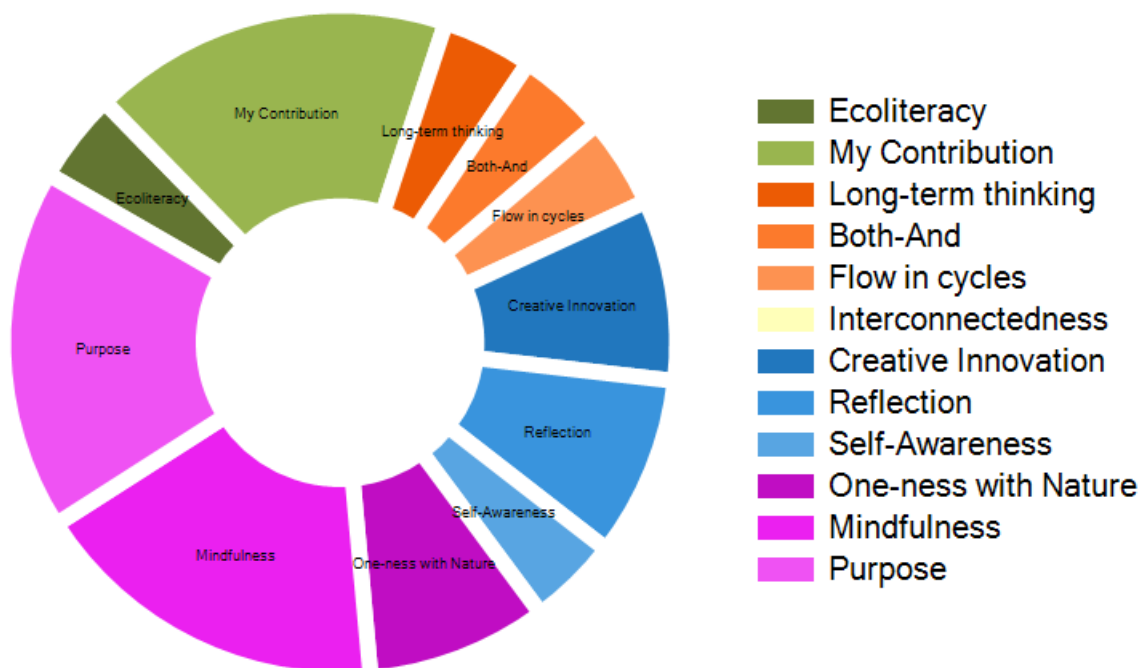 My Contribution
Long-term thinking
Both-And
Ecoliteracy
Flow in cycles
Creative Innovation
Purpose
Reflection
Self-Awareness
Mindfulness
One-ness with Nature
Ecoliteracy
My Contribution
Long-term thinking
Both-And
Flow in cycles
Interconnectedness
Creative Innovation
Reflection
Self-Awareness
One-ness with Nature
Mindfulness
Purpose